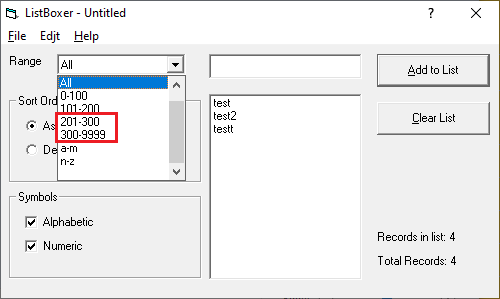 ListBoxer - Untitled
File Edit Help
Range
All
Add to List
All
0-100
101-200
201-300
300-9999
a-m
n-z
Sort Ord
As
De
test
test2
testt
Clear List
Symbols
Alphabetic
Numeric
Records in list: 4
Total Records: 4